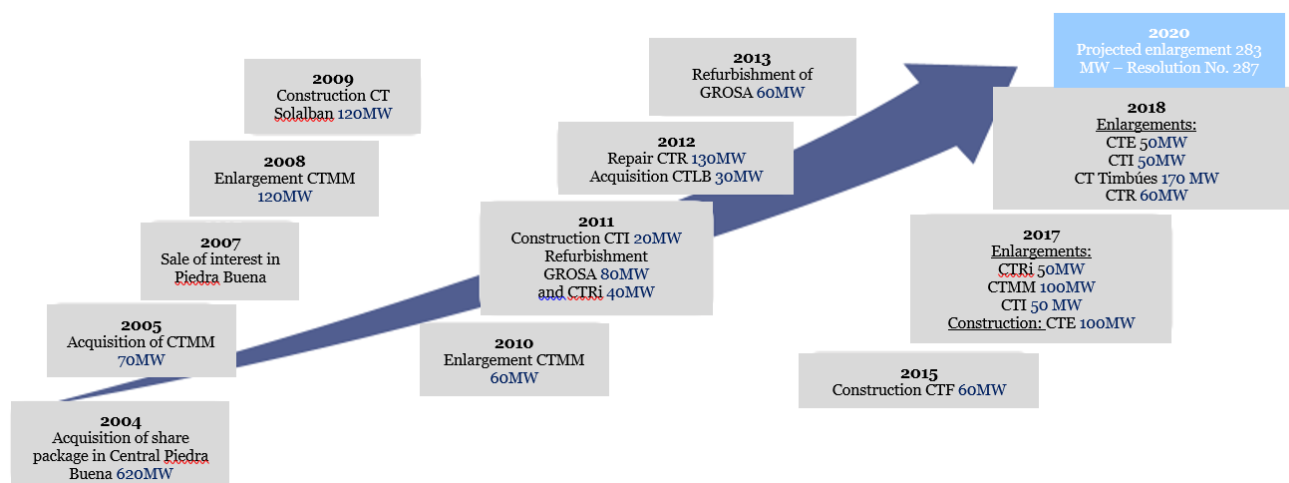 2004
Acquisition of share
package in Central Piedra
Buena 620MW
2005
Acquisition of CTMM
70MW
2007
Sale of interest in
Piedra Buena
2008
Enlargement CTMM
120MW
2009
Construction CT
Solalban 120MW
2010
Enlargement CTMM
60MW
2011
Construction CTI 20MW
Refurbishment
GROSA 80MW
and CTRi 40MW
2012
Repair CTR 130MW
Acquisition CTLB 30MW
2013
Refurbishment of
GROSA 60MW
2015
Construction CTF 60MW
2017
Enlargements:
CTRi 50MW
CTMM 100MW
CTI 50 MW
Construction: CTE 100MW
2018
Enlargements:
CTE 50MW
CTI 50MW
CT Timbúes 170 MW
CTR 60MW
2020
Projected enlargement 283
MW – Resolution No. 287